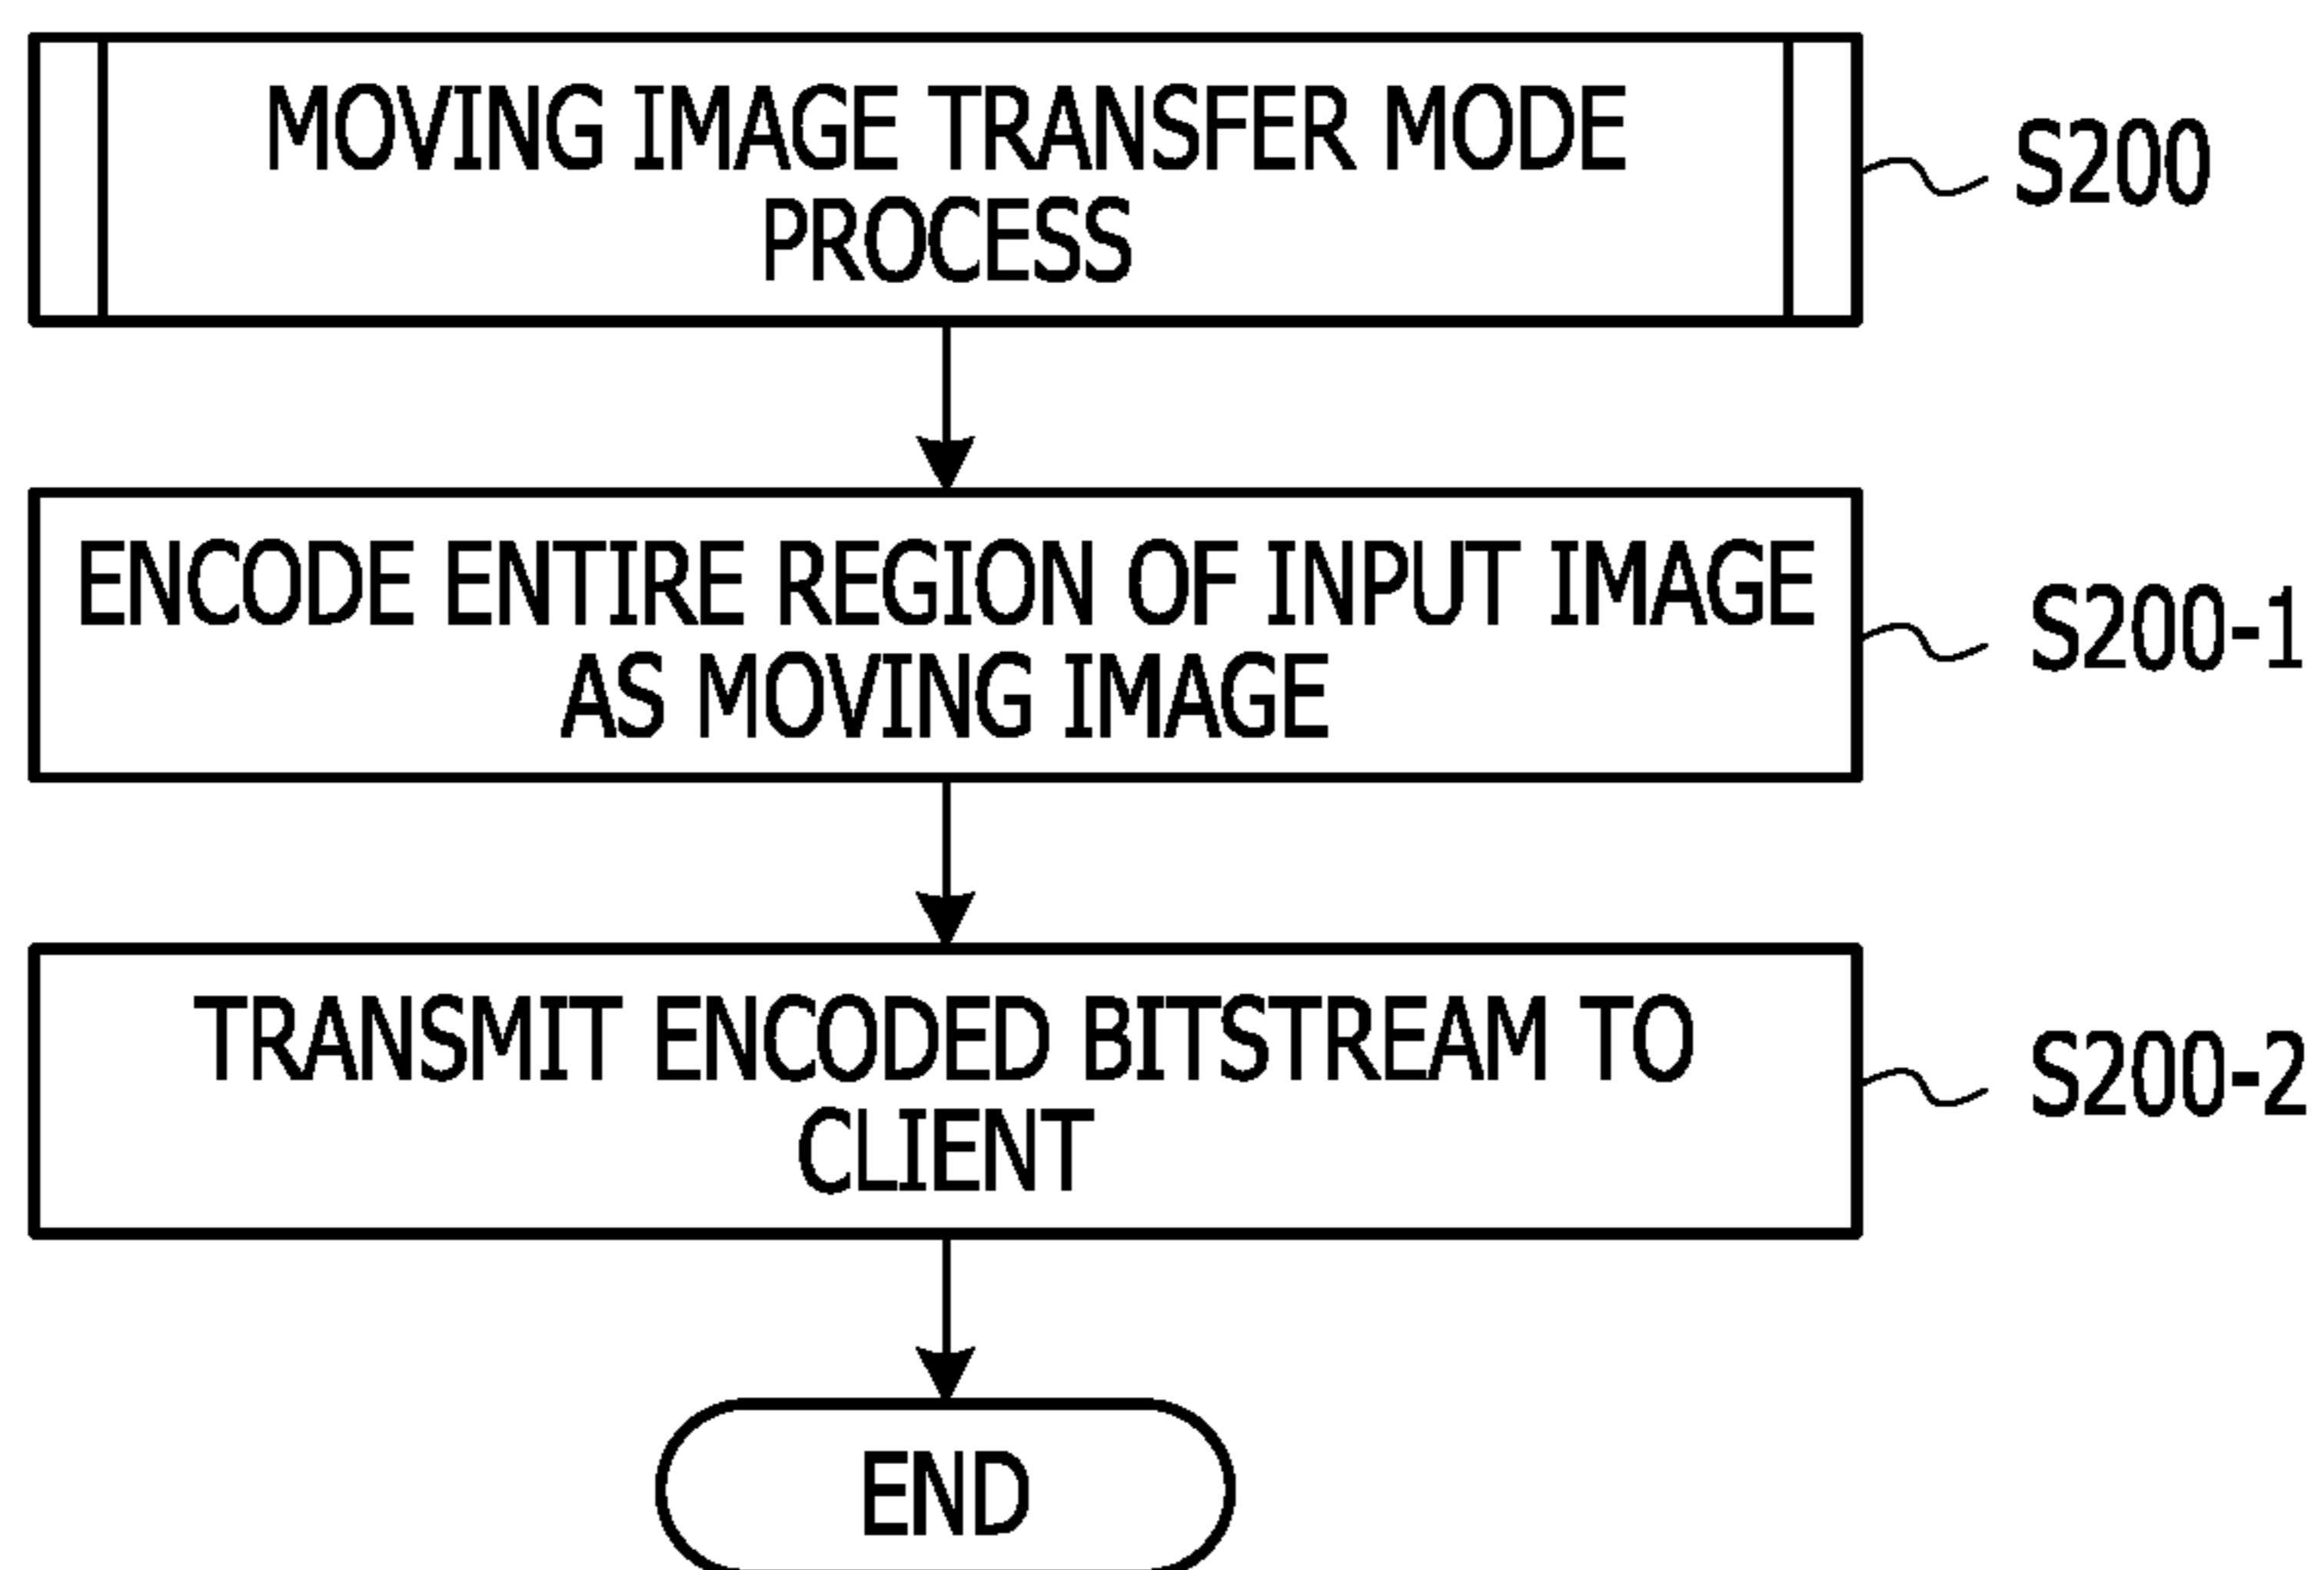 MOVING IMAGE TRANSFER MODE
PROCESS
S200
ENCODE ENTIRE REGION OF INPUT IMAGE
AS MOVING IMAGE
S200-1
TRANSMIT ENCODED BITSTREAM TO
CLIENT
S200-2
END